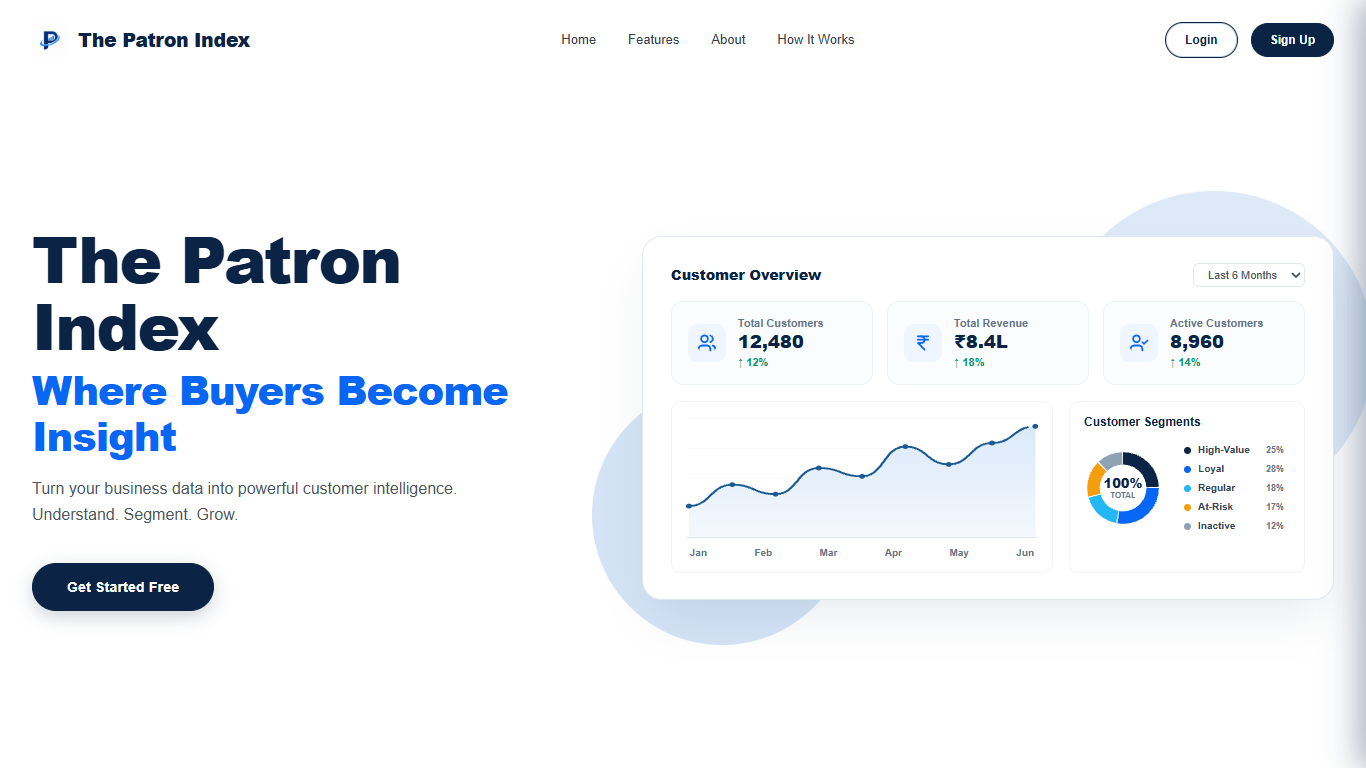 The Patron Index
Home
Features
About
How It Works
Login
Sign Up
The Patron
Index
Where Buyers Become
Insight
Turn your business data into powerful customer intelligence.
Understand. Segment. Grow.
Get Started Free
Customer Overview
Last 6 Months
Total Customers
12,480
↑ 12%
Total Revenue
₹8.4L
↑ 18%
Active Customers
8,960
↑ 14%
Jan
Feb
Mar
Apr
May
Jun
Customer Segments
100%
TOTAL
High-Value 25%
Loyal 28%
Regular 18%
At-Risk 17%
Inactive 12%